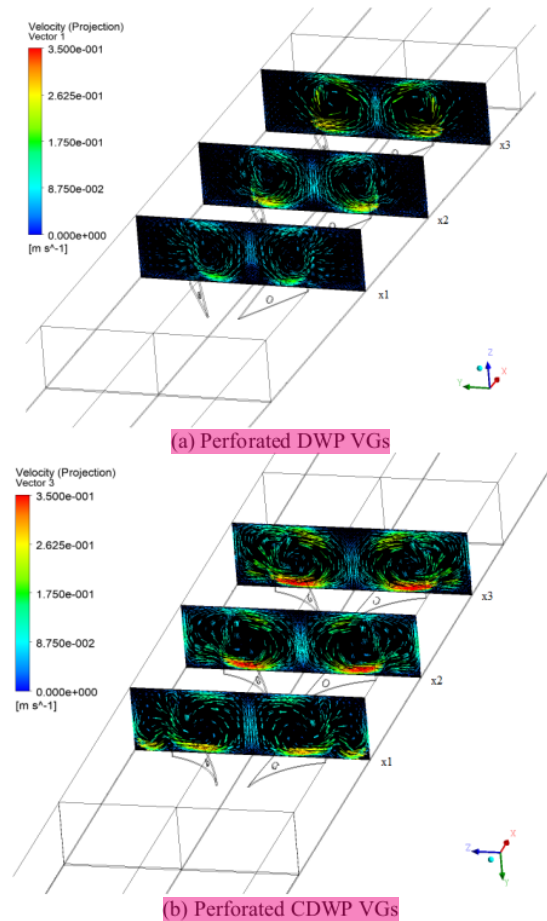 Velocity (Projection)
Vector 1
3.500e-001
2.625e-001
1.750e-001
8.750e-002
0.000e+000
[m s^-1]
x3
x2
x1
Z
X
Y
(a) Perforated DWP VGs
Velocity (Projection)
Vector 3
3.500e-001
2.625e-001
1.750e-001
8.750e-002
0.000e+000
[m s^-1]
x3
x2
x1
X
Z
Y
(b) Perforated CDWP VGs